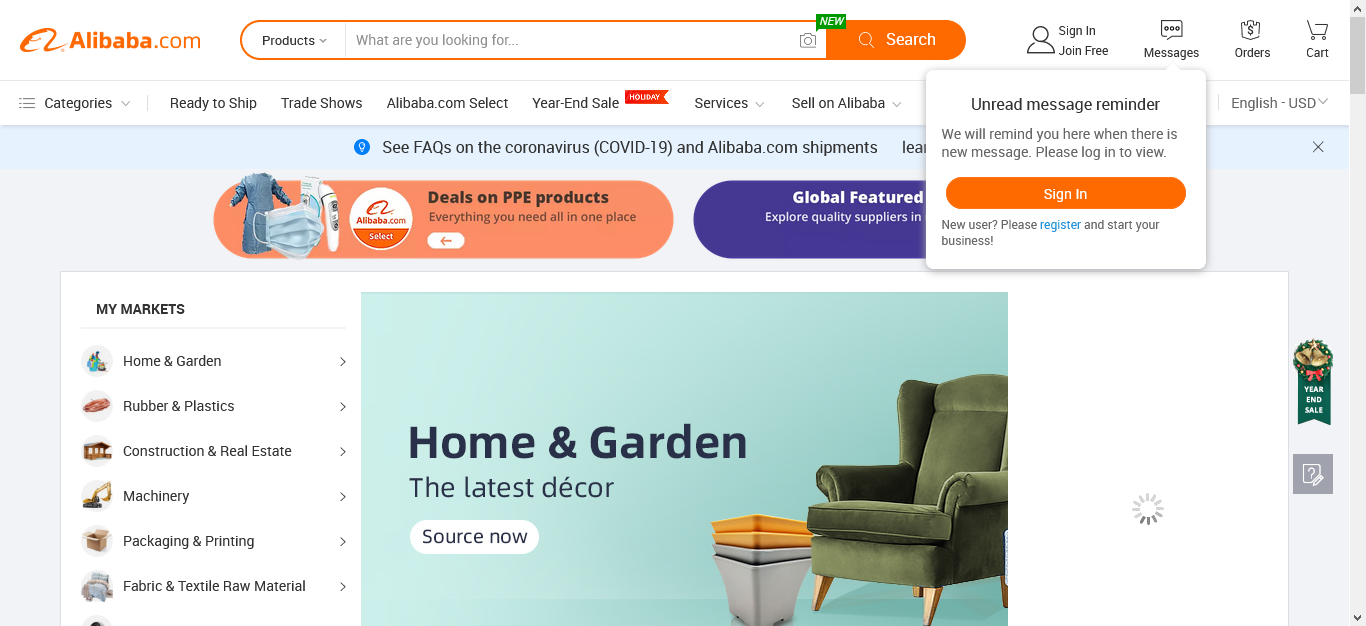 Alibaba.com
Products
What are you looking for...
NEW
Search
Sign In
Join Free
Messages
Orders
Cart
Categories
Ready to Ship
Trade Shows
Alibaba.com Select
Year-End Sale
HOLIDAY
Services
Sell on Alibaba
English - USD
Unread message reminder
We will remind you here when there is
new message. Please log in to view.
Sign In
New user? Please register and start your
business!
See FAQs on the coronavirus (COVID-19) and Alibaba.com shipments
Alibaba.com
Select
Deals on PPE products
Everything you need all in one place
Global Featured
Explore quality suppliers in
MY MARKETS
Home & Garden
Rubber & Plastics
Construction & Real Estate
Machinery
Packaging & Printing
Fabric & Textile Raw Material
Home & Garden
The latest décor
Source now
YEAR
END
SALE